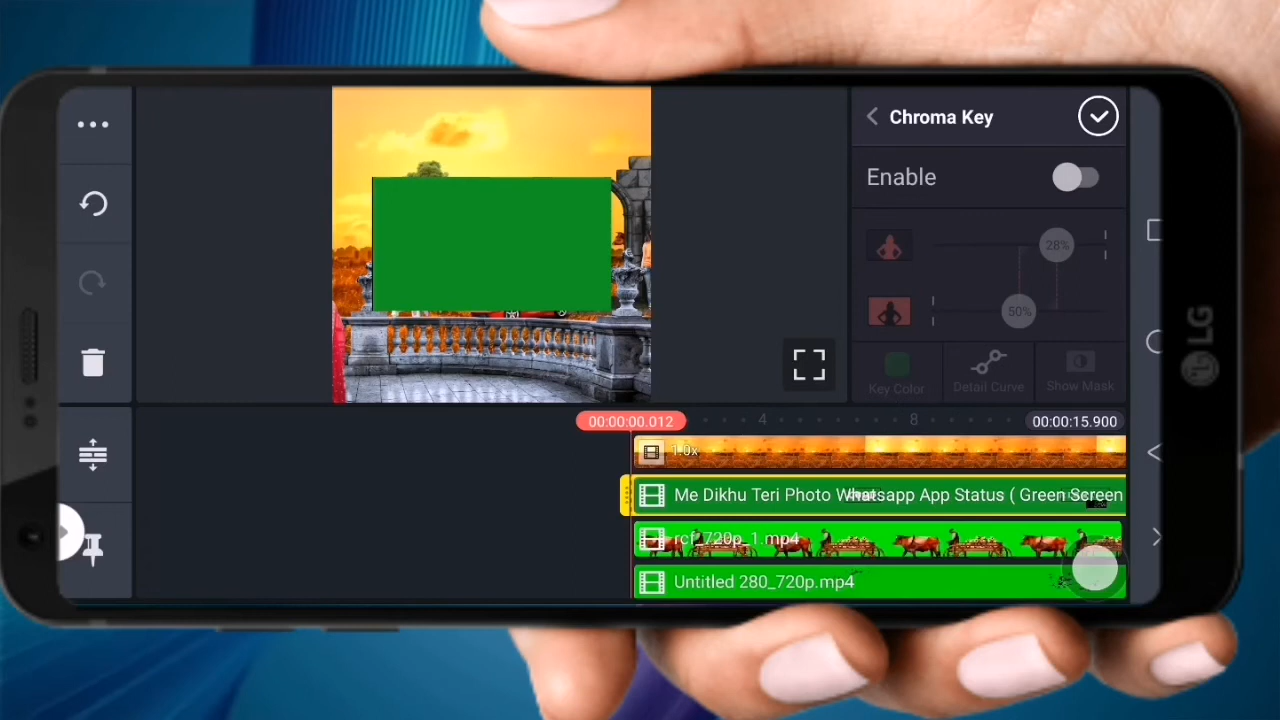 Chroma Key
Enable
28%
50%
Key Color
Detail Curve
Show Mask
00:00:00.012
4
8
00:00:15.900
1.0x
Me Dikhu Teri Photo Whatsapp App Status ( Green Screen
rcf_720p_1.mp4
Untitled 280_720p.mp4
LG